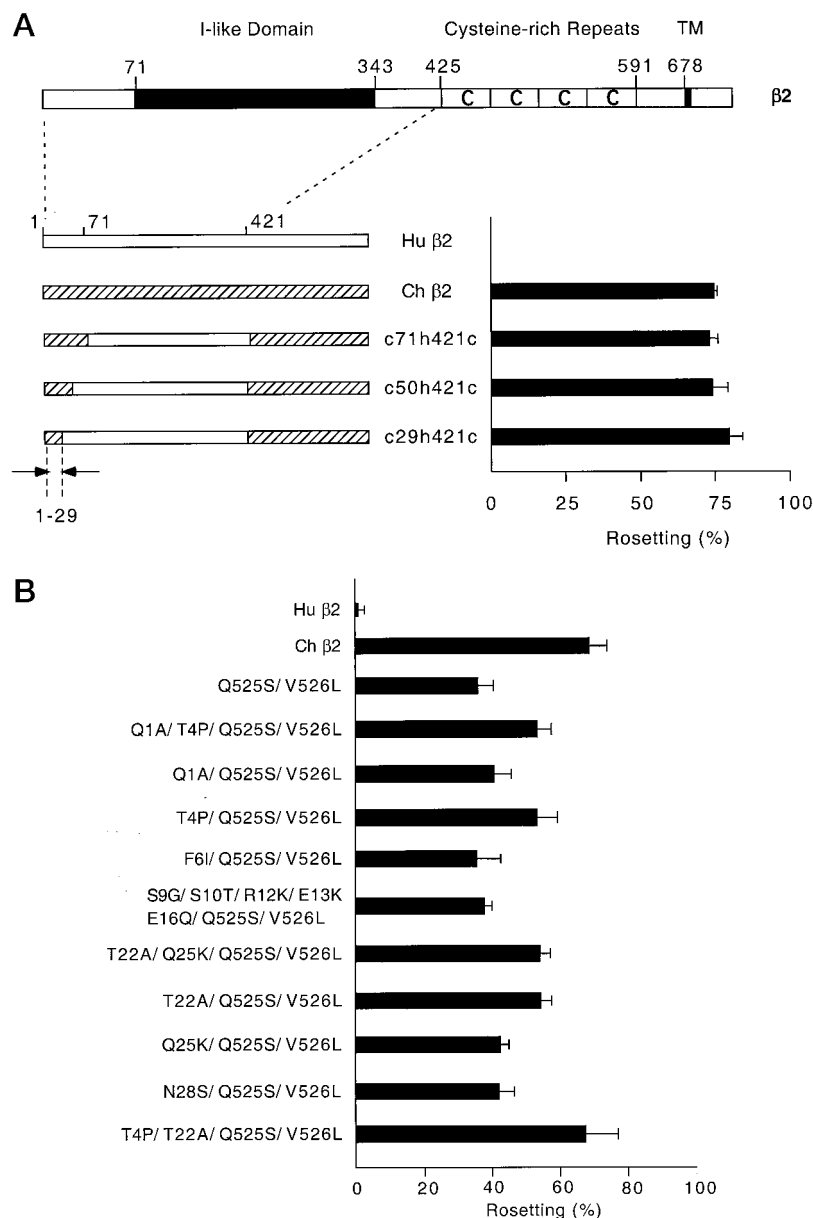 A
I-like Domain Cysteine-rich Repeats TM
71 343 425 591 678
C C C C β2
1 71 421
Hu β2
Ch β2
c71h421c
c50h421c
c29h421c
1-29
0 25 50 75 100
Rosetting (%)
B
Hu β2
Ch β2
Q525S/ V526L
Q1A/ T4P/ Q525S/ V526L
Q1A/ Q525S/ V526L
T4P/ Q525S/ V526L
F6I/ Q525S/ V526L
S9G/ S10T/ R12K/ E13K
E16Q/ Q525S/ V526L
T22A/ Q25K/ Q525S/ V526L
T22A/ Q525S/ V526L
Q25K/ Q525S/ V526L
N28S/ Q525S/ V526L
T4P/ T22A/ Q525S/ V526L
0 20 40 60 80 100
Rosetting (%)